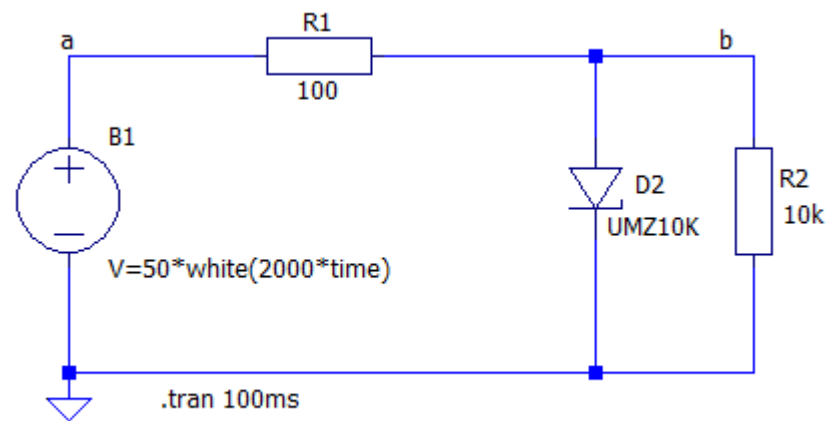 a
R1
100
b
B1
V=50*white(2000*time)
D2
UMZ10K
R2
10k
.tran 100ms